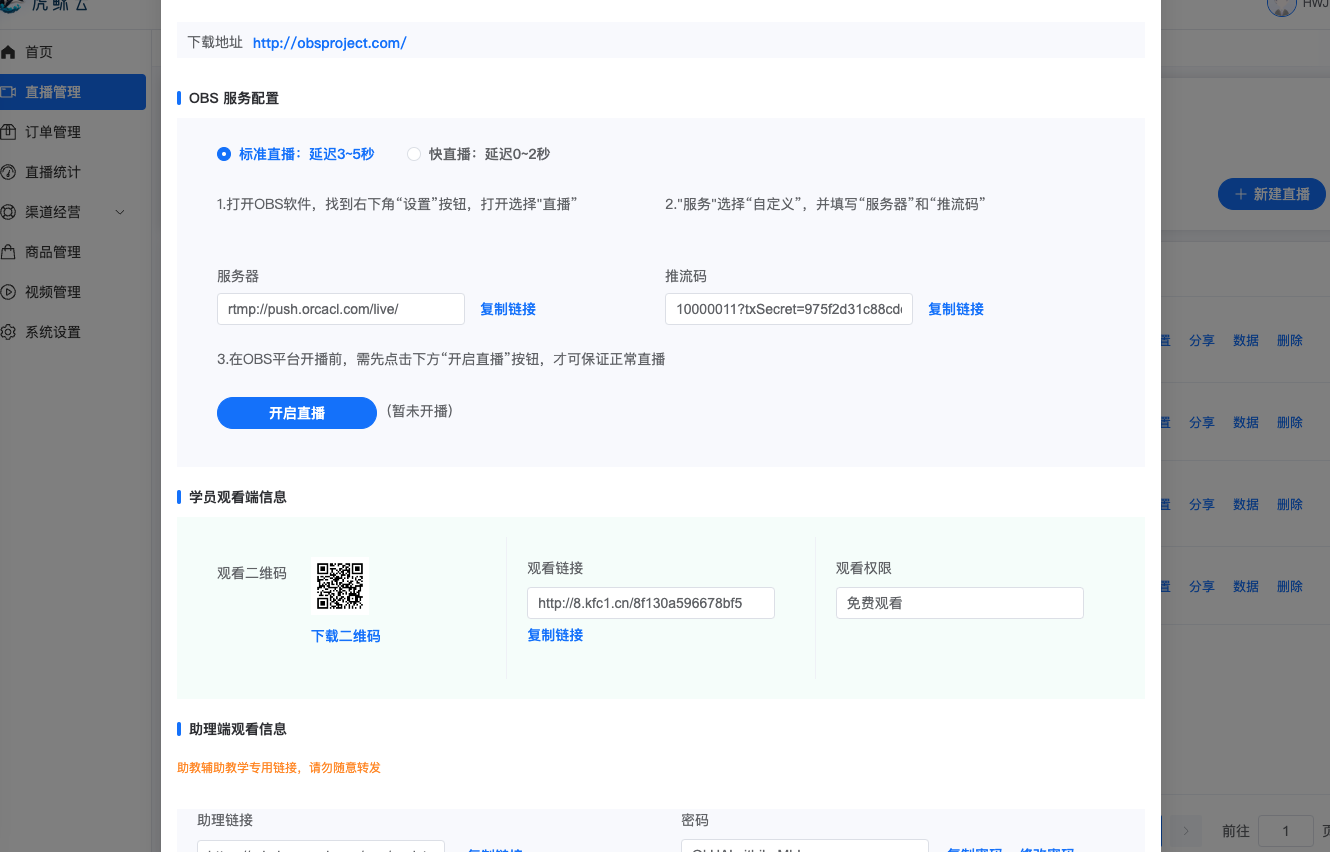 虎鲸云
HWJ
首页
直播管理
订单管理
直播统计
渠道经营
商品管理
视频管理
系统设置
下载地址 http://obsproject.com/
OBS 服务配置
标准直播：延迟3~5秒 快直播：延迟0~2秒
1.打开OBS软件，找到右下角“设置”按钮，打开选择"直播”
2."服务"选择“自定义”，并填写“服务器”和“推流码”
服务器
rtmp://push.orcacl.com/live/ 复制链接
推流码
10000011?txSecret=975f2d31c88cd 复制链接
3.在OBS平台开播前，需先点击下方“开启直播”按钮，才可保证正常直播
开启直播 （暂未开播）
学员观看端信息
观看二维码
下载二维码
观看链接
http://8.kfc1.cn/8f130a596678bf5
复制链接
观看权限
免费观看
助理端观看信息
助教辅助教学专用链接，请勿随意转发
助理链接
复制链接
密码
复制密码 修改密码
＋ 新建直播
置 分享 数据 删除
置 分享 数据 删除
置 分享 数据 删除
置 分享 数据 删除
前往 1 页